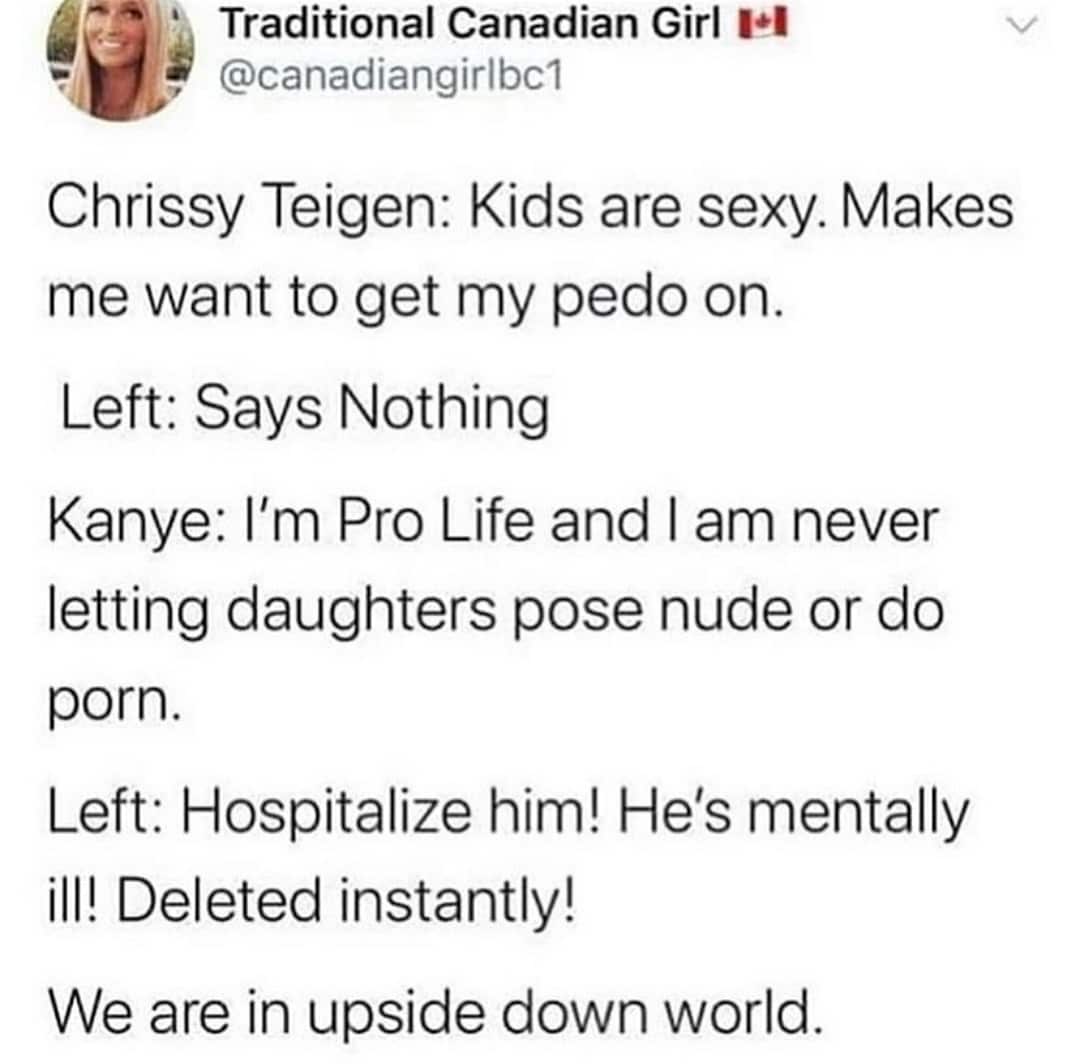 Traditional Canadian Girl 🇨🇦
@canadiangirlbc1
Chrissy Teigen: Kids are sexy. Makes
me want to get my pedo on.
Left: Says Nothing
Kanye: I'm Pro Life and I am never
letting daughters pose nude or do
porn.
Left: Hospitalize him! He's mentally
ill! Deleted instantly!
We are in upside down world.